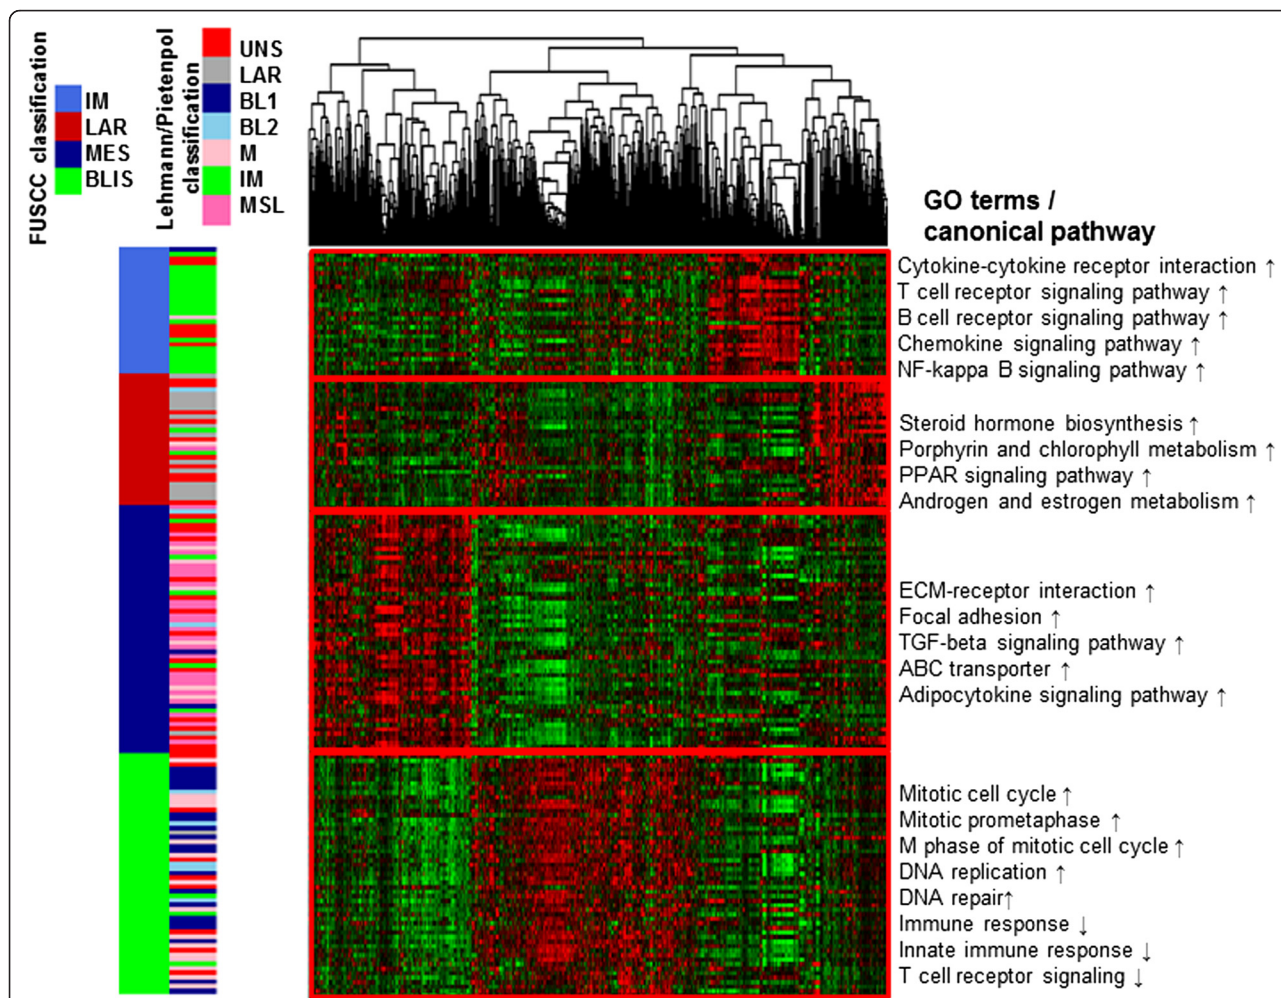 FUSCC classification
IM
LAR
MES
BLIS
Lehmann/Pietenpol
classification
UNS
LAR
BL1
BL2
M
IM
MSL
GO terms /
canonical pathway
Cytokine-cytokine receptor interaction ↑
T cell receptor signaling pathway ↑
B cell receptor signaling pathway ↑
Chemokine signaling pathway ↑
NF-kappa B signaling pathway ↑
Steroid hormone biosynthesis ↑
Porphyrin and chlorophyll metabolism ↑
PPAR signaling pathway ↑
Androgen and estrogen metabolism ↑
ECM-receptor interaction ↑
Focal adhesion ↑
TGF-beta signaling pathway ↑
ABC transporter ↑
Adipocytokine signaling pathway ↑
Mitotic cell cycle ↑
Mitotic prometaphase ↑
M phase of mitotic cell cycle ↑
DNA replication ↑
DNA repair↑
Immune response ↓
Innate immune response ↓
T cell receptor signaling ↓